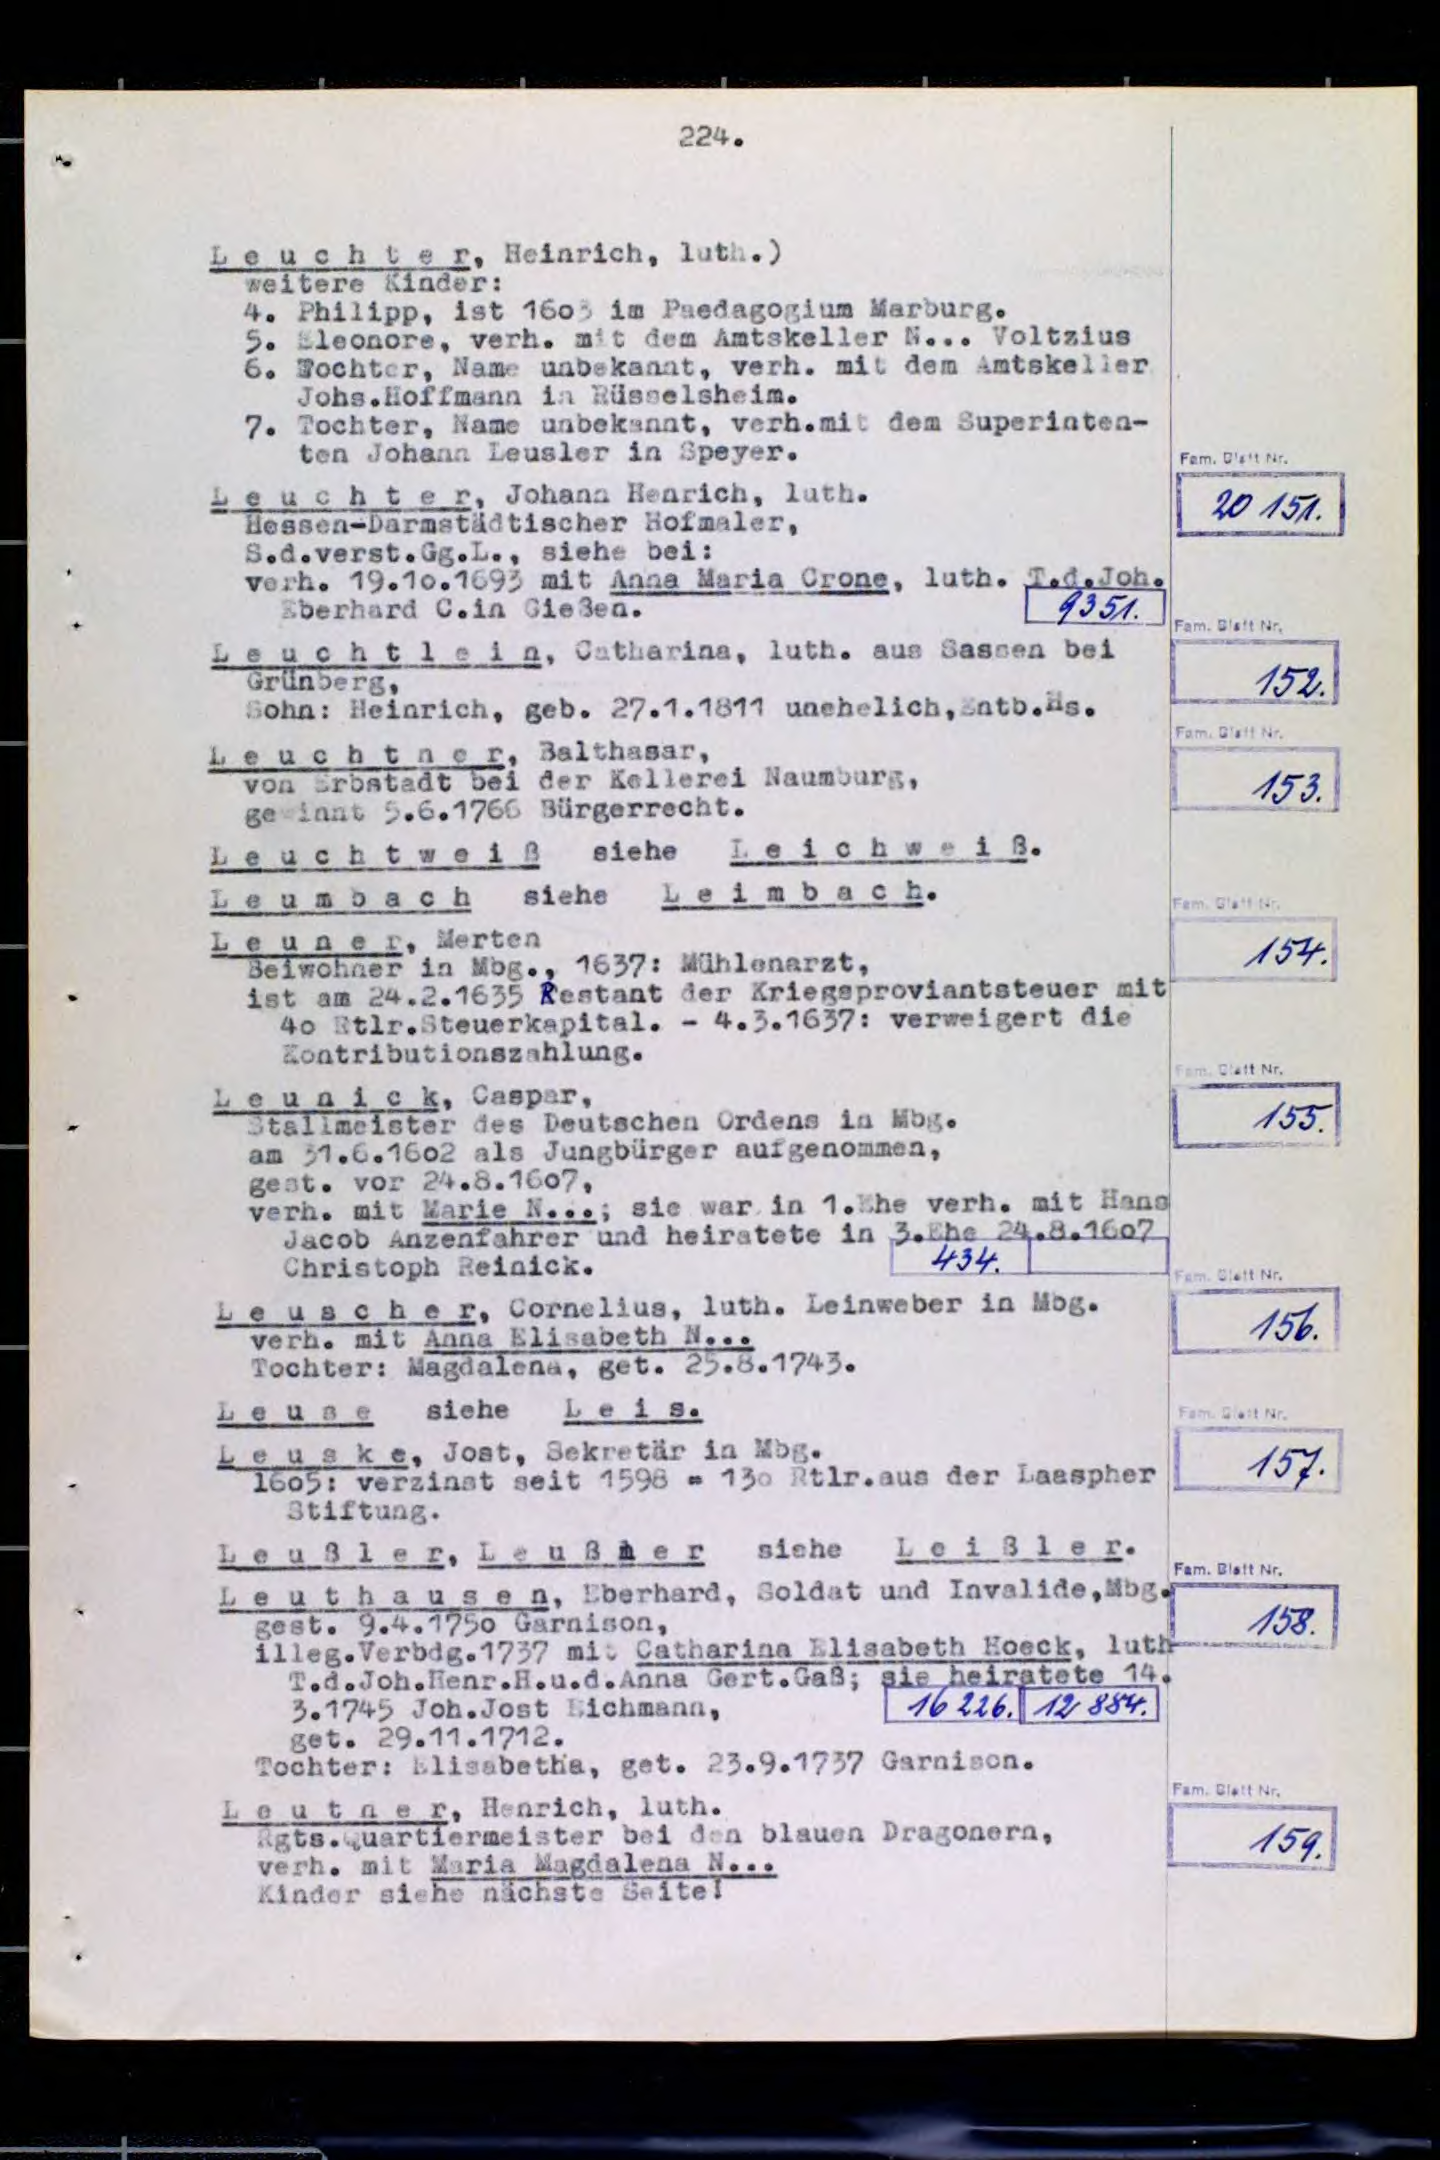 224.
Leuchter, Heinrich, luth.)
weitere Kinder:
4. Philipp, ist 1603 im Paedagogium Marburg.
5. Eleonore, verh. mit dem Amtskeller N... Voltzius
6. Tochter, Name unbekannt, verh. mit dem Amtskeller
Johs.Hoffmann in Rüsselsheim.
7. Tochter, Name unbekannt, verh.mit dem Superinten-
ten Johann Leusler in Speyer.
Fam. Blatt Nr.
20 151.
Leuchter, Johann Henrich, luth.
Hessen-Darmstädtischer Hofmaler,
S.d.verst.Gg.L., siehe bei:
verh. 19.10.1693 mit Anna Maria Crone, luth. T.d.Joh.
Eberhard C.in Gießen.
9351.
Fam. Blatt Nr.
152.
Leuchtlein, Catharina, luth. aus Sassen bei
Grünberg,
Sohn: Heinrich, geb. 27.1.1811 unehelich,Entb.Hs.
Fam. Blatt Nr.
153.
Leuchtner, Balthasar,
von Erbstadt bei der Kellerei Naumburg,
gewinnt 5.6.1766 Bürgerrecht.
Leuchtweiß siehe Leichweiß.
Leumbach siehe Leimbach.
Fam. Blatt Nr.
154.
Leuner, Merten
Beiwohner in Mbg., 1637: Mühlenarzt,
ist am 24.2.1635 Restant der Kriegsproviantsteuer mit
40 Rtlr.Steuerkapital. - 4.3.1637: verweigert die
Kontributionszahlung.
Fam. Blatt Nr.
155.
Leunick, Caspar,
Stallmeister des Deutschen Ordens in Mbg.
am 31.6.1602 als Jungbürger aufgenommen,
gest. vor 24.8.1607,
verh. mit Marie N...; sie war in 1.Ehe verh. mit Hans
Jacob Anzenfahrer und heiratete in 3.Ehe 24.8.1607
Christoph Reinick.
434.
Fam. Blatt Nr.
156.
Leuscher, Cornelius, luth. Leinweber in Mbg.
verh. mit Anna Elisabeth N...
Tochter: Magdalena, get. 25.8.1743.
Leuse siehe Leis.
Fam. Blatt Nr.
157.
Leuske, Jost, Sekretär in Mbg.
1605: verzinst seit 1598 = 130 Rtlr.aus der Laaspher
Stiftung.
Leußler, Leußner siehe Leißler.
Fam. Blatt Nr.
158.
Leuthausen, Eberhard, Soldat und Invalide,Mbg.
gest. 9.4.1750 Garnison,
illeg.Verbdg.1737 mit Catharina Elisabeth Hoeck, luth
T.d.Joh.Henr.H.u.d.Anna Gert.Gaß; sie heiratete 14.
3.1745 Joh.Jost Eichmann,
16 226. 12 884.
get. 29.11.1712.
Tochter: Elisabetha, get. 23.9.1737 Garnison.
Fam. Blatt Nr.
159.
Leutner, Henrich, luth.
Rgts.Quartiermeister bei den blauen Dragonern,
verh. mit Maria Magdalena N...
Kinder siehe nächste Seite!